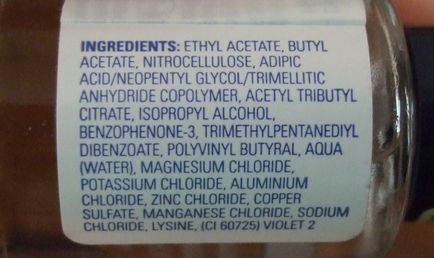 INGREDIENTS: ETHYL ACETATE, BUTYL
ACETATE, NITROCELLULOSE, ADIPIC
ACID/NEOPENTYL GLYCOL/TRIMELLITIC
ANHYDRIDE COPOLYMER, ACETYL TRIBUTYL
CITRATE, ISOPROPYL ALCOHOL,
BENZOPHENONE-3, TRIMETHYLPENTANEDIYL
DIBENZOATE, POLYVINYL BUTYRAL, AQUA
(WATER), MAGNESIUM CHLORIDE,
POTASSIUM CHLORIDE, ALUMINIUM
CHLORIDE, ZINC CHLORIDE, COPPER
SULFATE, MANGANESE CHLORIDE, SODIUM
CHLORIDE, LYSINE, (CI 60725) VIOLET 2